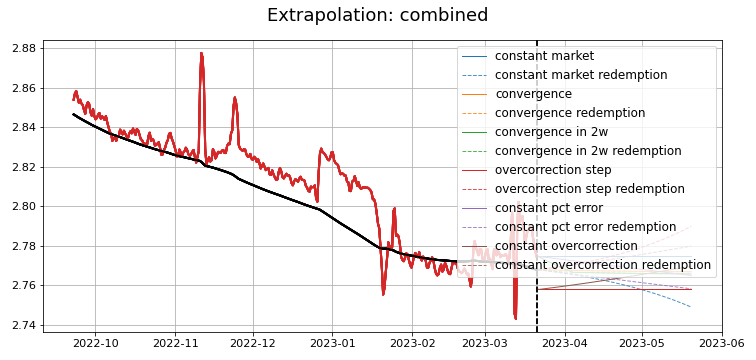 Extrapolation: combined
2.88
2.86
2.84
2.82
2.80
2.78
2.76
2.74
constant market
constant market redemption
convergence
convergence redemption
convergence in 2w
convergence in 2w redemption
overcorrection step
overcorrection step redemption
constant pct error
constant pct error redemption
constant overcorrection
constant overcorrection redemption
2022-10 2022-11 2022-12 2023-01 2023-02 2023-03 2023-04 2023-05 2023-06